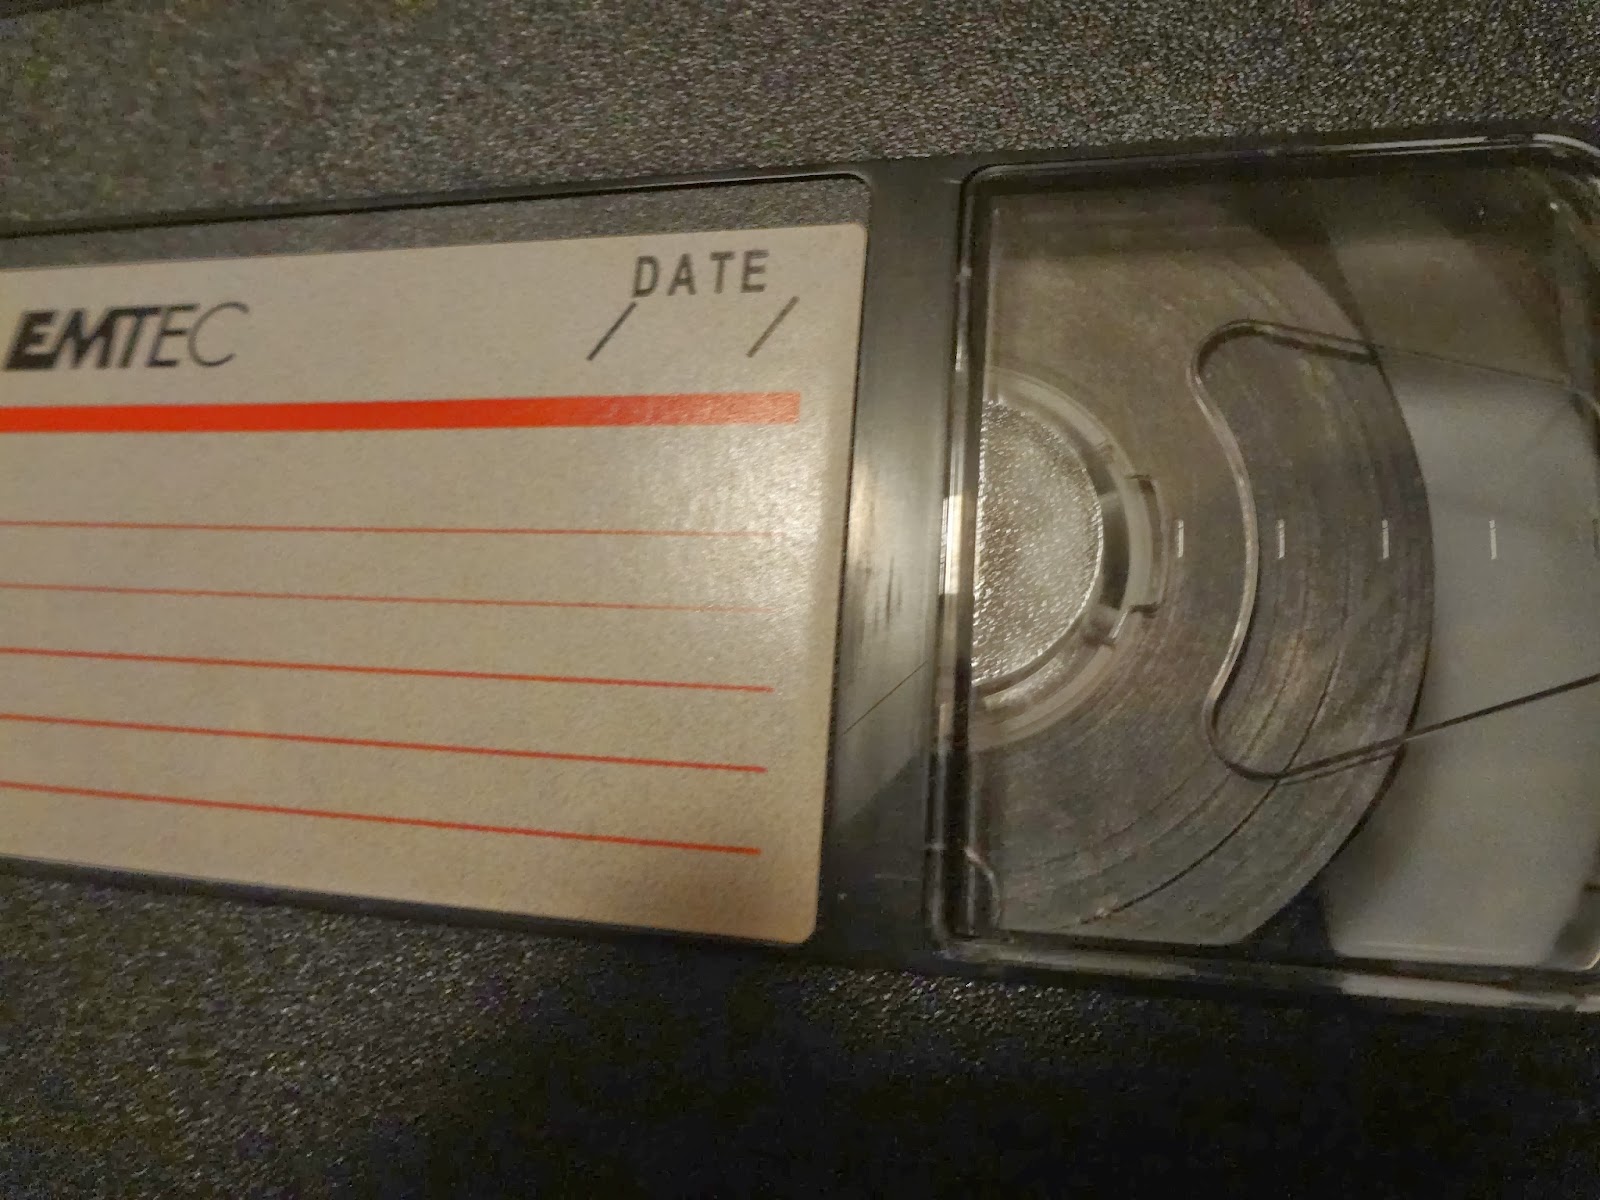 DATE
/ /
EMTEC